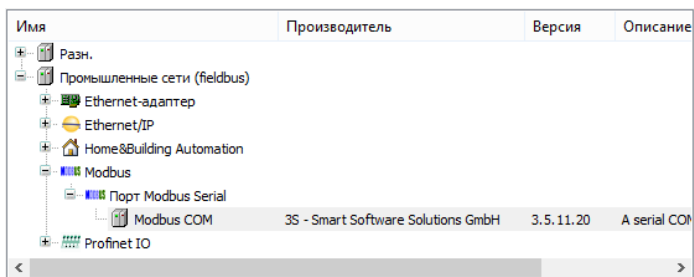 Имя Производитель Версия Описание
Разн.
Промышленные сети (fieldbus)
Ethernet-адаптер
Ethernet/IP
Home&Building Automation
Modbus
Порт Modbus Serial
Modbus COM 3S - Smart Software Solutions GmbH 3.5.11.20 A serial COM
Profinet IO